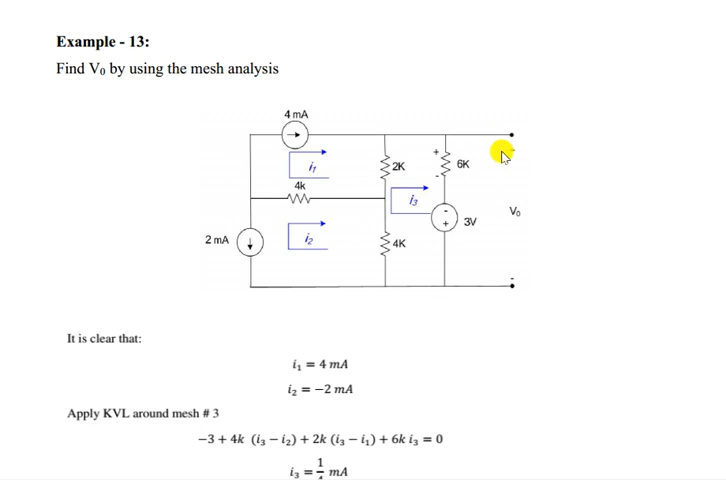 Example - 13:
Find V₀ by using the mesh analysis
4 mA
i₁
2K
+
6K
-
4k
i₃
2 mA
i₂
4K
-
+
3V
V₀
-
It is clear that:
i₁ = 4 mA
i₂ = −2 mA
Apply KVL around mesh # 3
−3 + 4k (i₃ − i₂) + 2k (i₃ − i₁) + 6k i₃ = 0
i₃ = 1/ mA